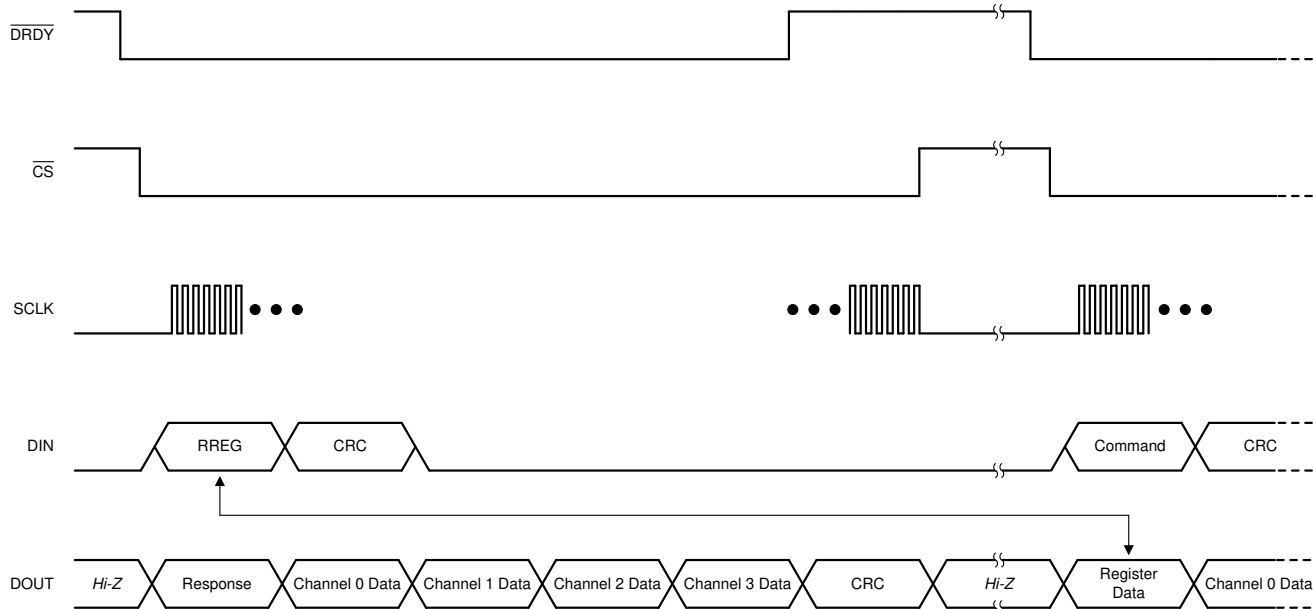 DRDY
CS
SCLK
DIN
RREG
CRC
Command
CRC
DOUT
Hi-Z
Response
Channel 0 Data
Channel 1 Data
Channel 2 Data
Channel 3 Data
CRC
Hi-Z
Register
Data
Channel 0 Data